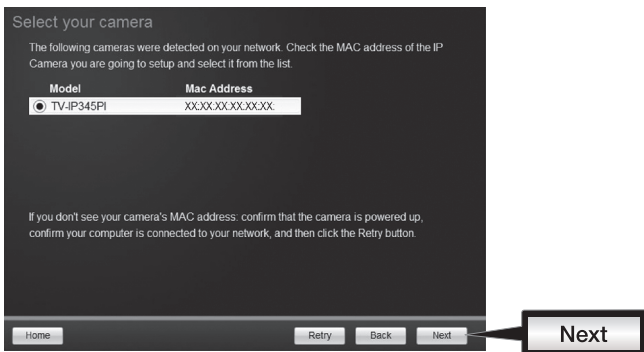 Select your camera
The following cameras were detected on your network. Check the MAC address of the IP
Camera you are going to setup and select it from the list.
Model Mac Address
TV-IP345PI XX:XX:XX:XX:XX:XX:
If you don't see your camera's MAC address: confirm that the camera is powered up,
confirm your computer is connected to your network, and then click the Retry button.
Home Retry Back Next
Next